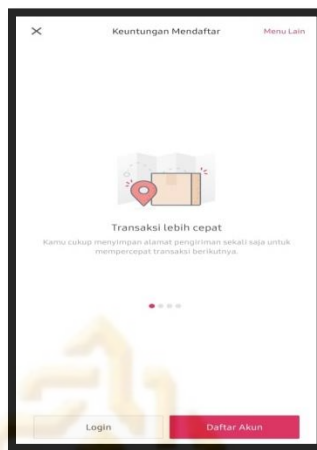 Keuntungan Mendaftar
Menu Lain
Transaksi lebih cepat
Kamu cukup menyimpan alamat pengiriman sekali saja untuk
mempercepat transaksi berikutnya.
Login
Daftar Akun